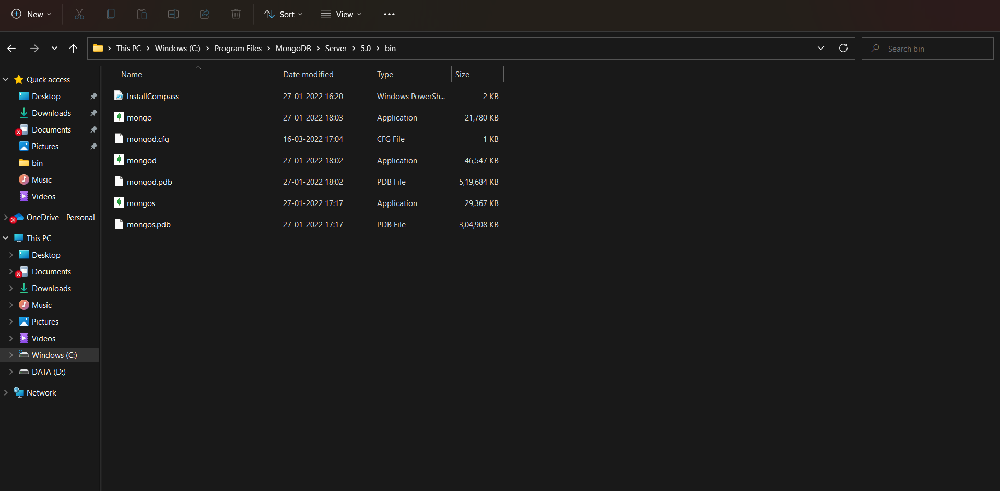 New Sort View
This PC Windows (C:) Program Files MongoDB Server 5.0 bin Search bin
Name Date modified Type Size
InstallCompass 27-01-2022 16:20 Windows PowerSh... 2 KB
mongo 27-01-2022 18:03 Application 21,780 KB
mongod.cfg 16-03-2022 17:04 CFG File 1 KB
mongod 27-01-2022 18:02 Application 46,547 KB
mongod.pdb 27-01-2022 18:02 PDB File 5,19,684 KB
mongos 27-01-2022 17:17 Application 29,367 KB
mongos.pdb 27-01-2022 17:17 PDB File 3,04,908 KB
Quick access
Desktop
Downloads
Documents
Pictures
bin
Music
Videos
OneDrive - Personal
This PC
Desktop
Documents
Downloads
Music
Pictures
Videos
Windows (C:)
DATA (D:)
Network